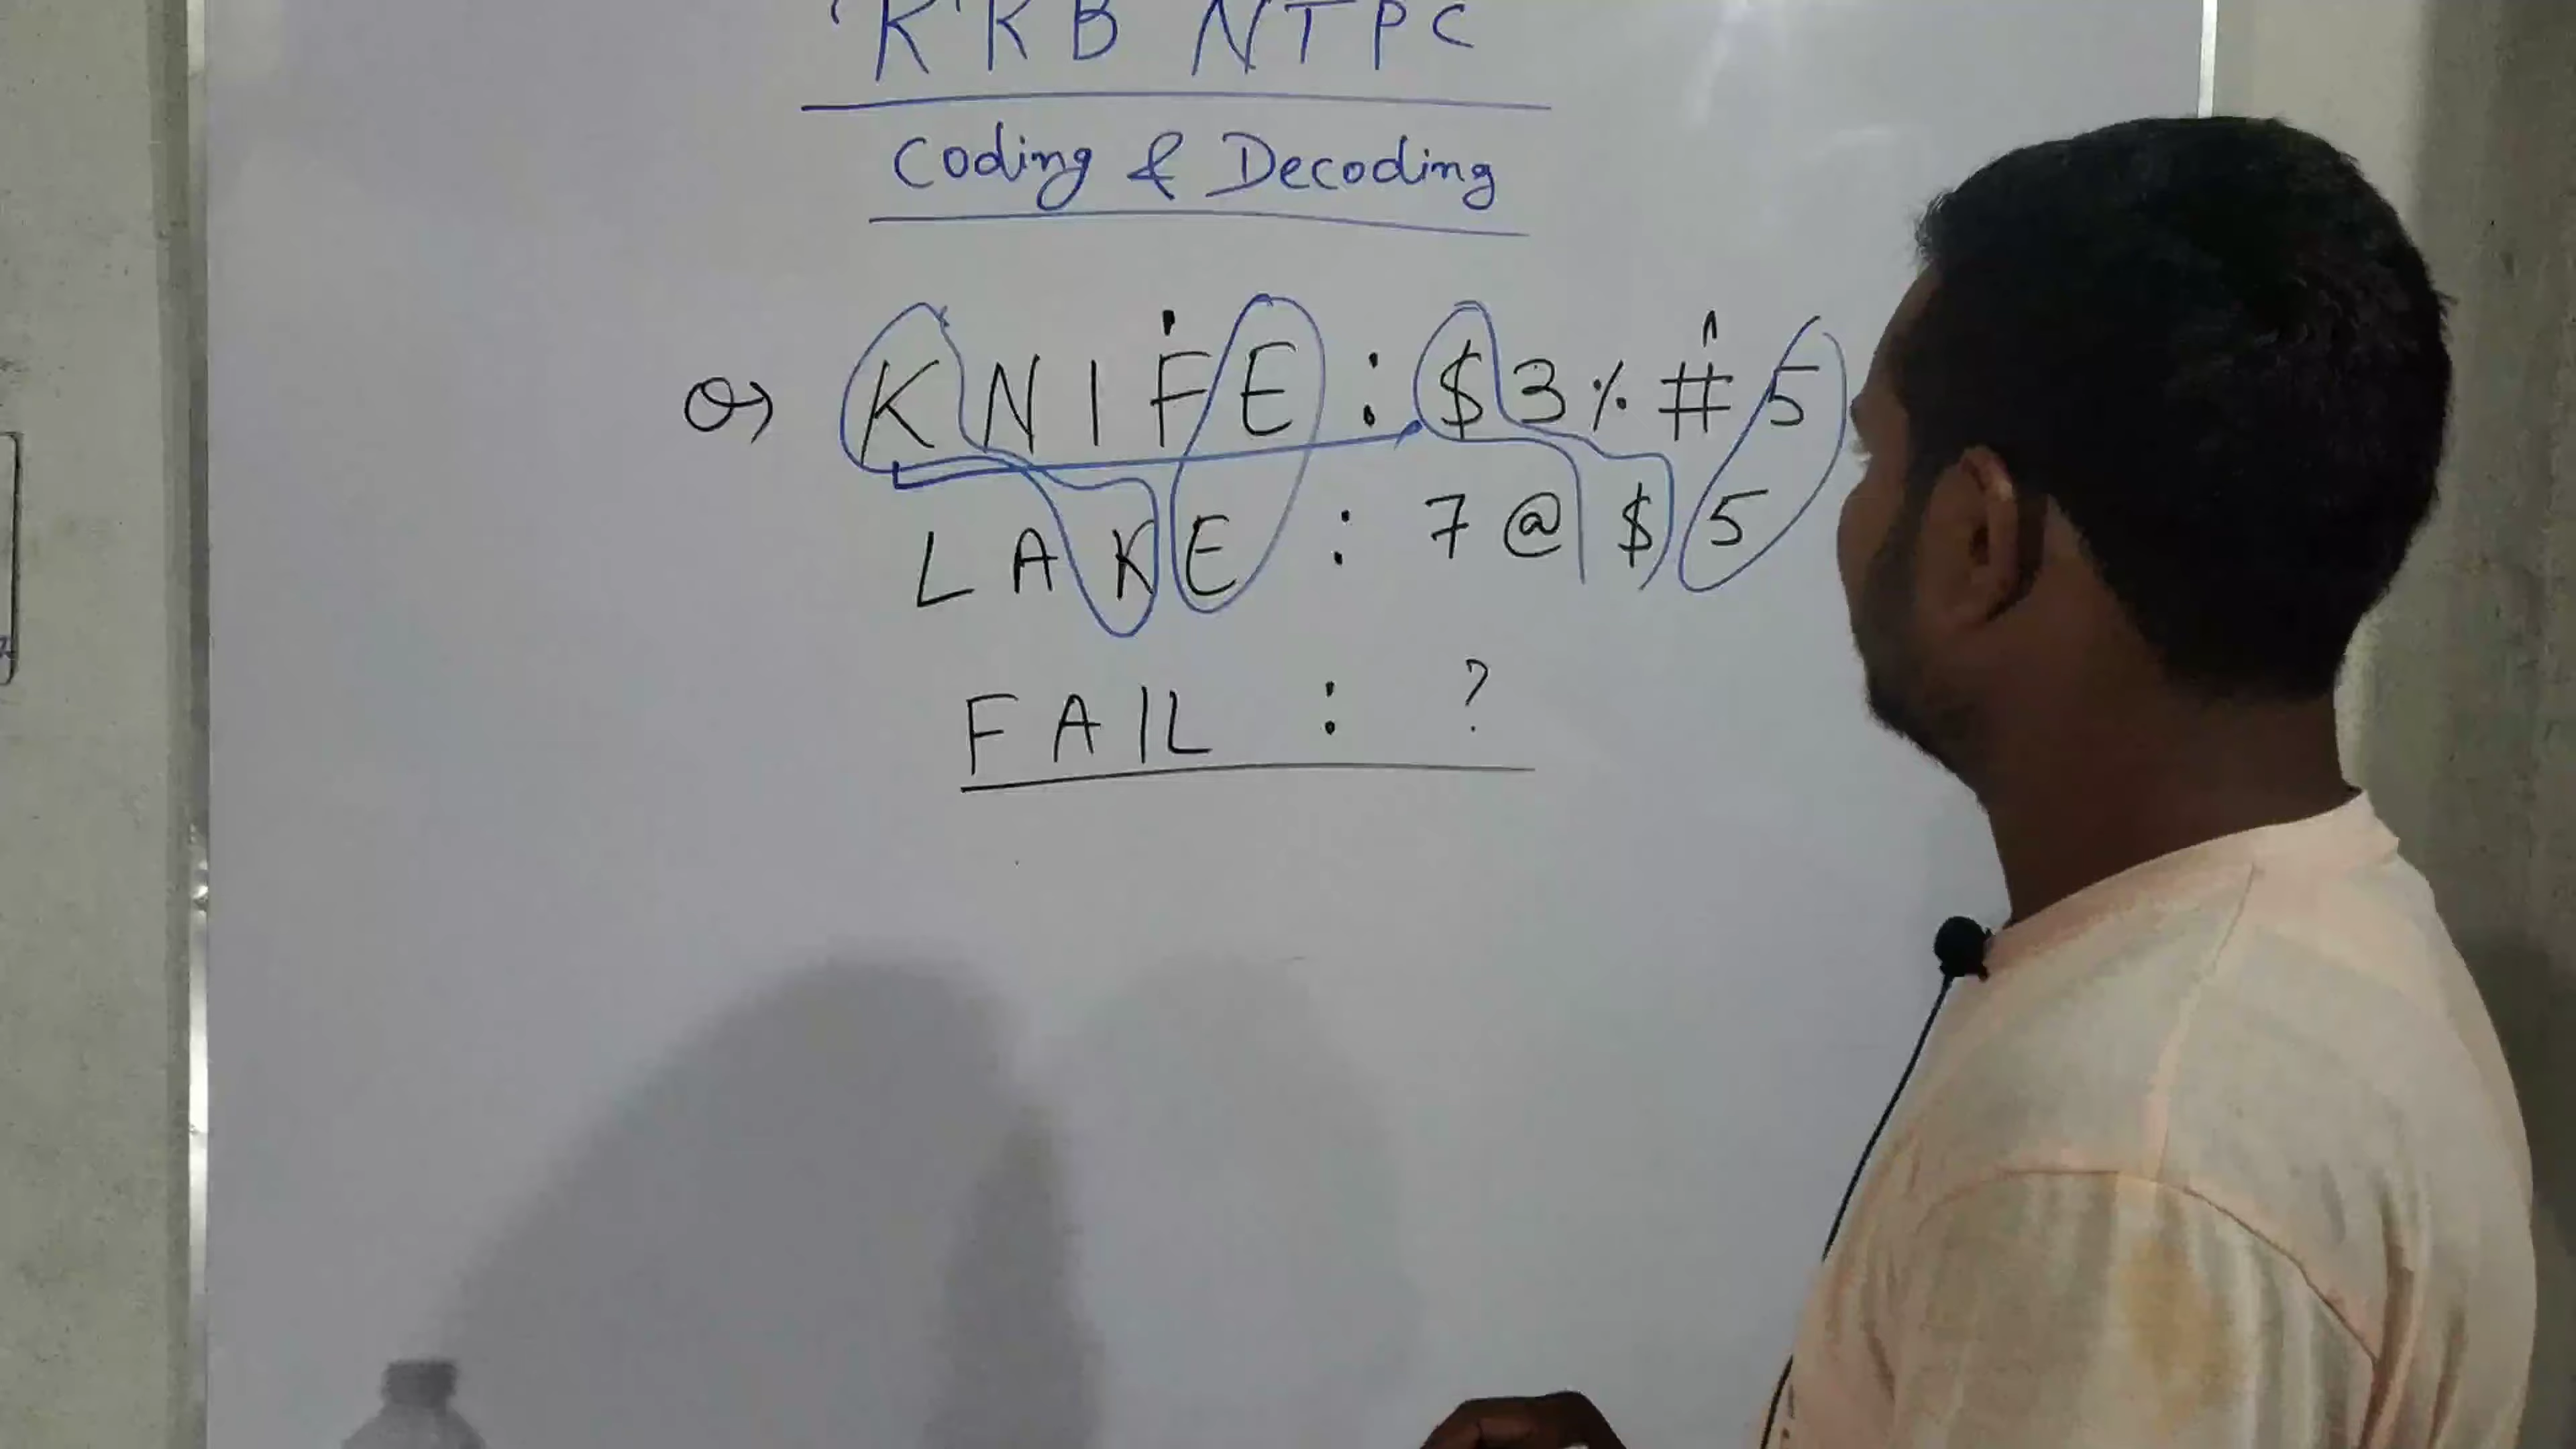 RRB NTPC
Coding & Decoding
Q) KNIFE : $3%#5
LAKE : 7@$5
FAIL : ?